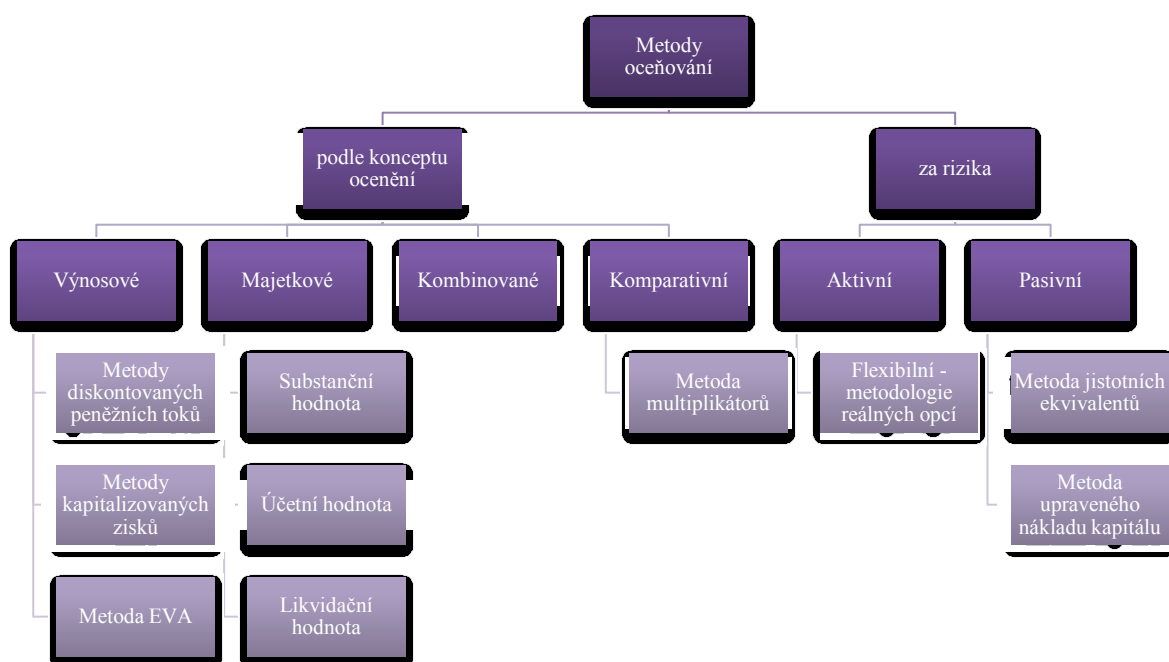 Metody
oceňování
podle konceptu
ocenění
za rizika
Výnosové
Majetkové
Kombinované
Komparativní
Aktivní
Pasivní
Metody
diskontovaných
peněžních toků
Substanční
hodnota
Metoda
multiplikátorů
Flexibilní -
metodologie
reálných opcí
Metoda jistotních
ekvivalentů
Metody
kapitalizovaných
zisků
Účetní hodnota
Metoda
upraveného
nákladu kapitálu
Metoda EVA
Likvidační
hodnota